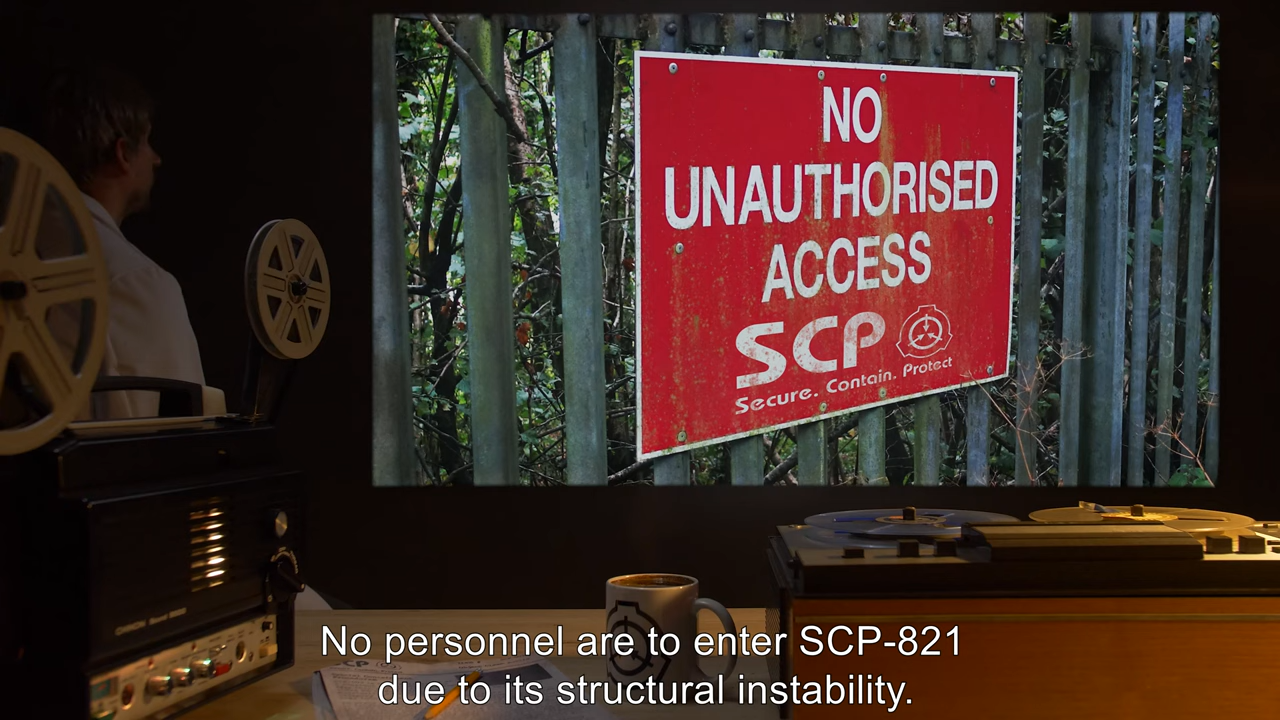 NO
UNAUTHORISED
ACCESS
SCP
Secure. Contain. Protect
No personnel are to enter SCP-821
due to its structural instability.